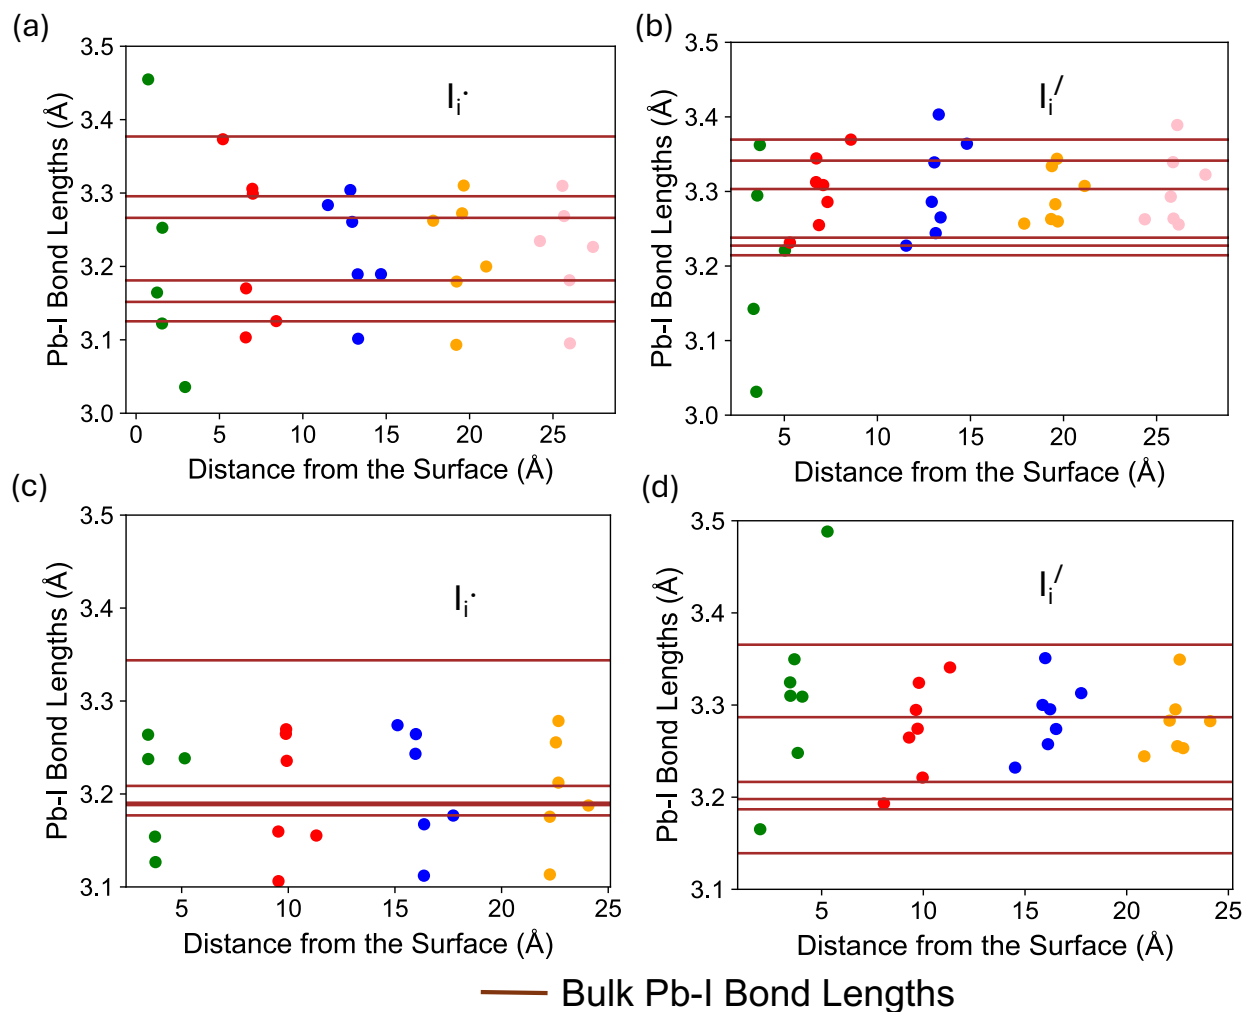 (a)
3.5
3.4
3.3
3.2
3.1
3.0
Pb-I Bond Lengths (Å)
Iᵢ·
0 5 10 15 20 25
Distance from the Surface (Å)
(b)
3.5
3.4
3.3
3.2
3.1
3.0
Pb-I Bond Lengths (Å)
Iᵢ/
5 10 15 20 25
Distance from the Surface (Å)
(c)
3.5
3.4
3.3
3.2
3.1
Pb-I Bond Lengths (Å)
Iᵢ·
5 10 15 20 25
Distance from the Surface (Å)
(d)
3.5
3.4
3.3
3.2
3.1
Pb-I Bond Lengths (Å)
Iᵢ/
5 10 15 20 25
Distance from the Surface (Å)
Bulk Pb-I Bond Lengths